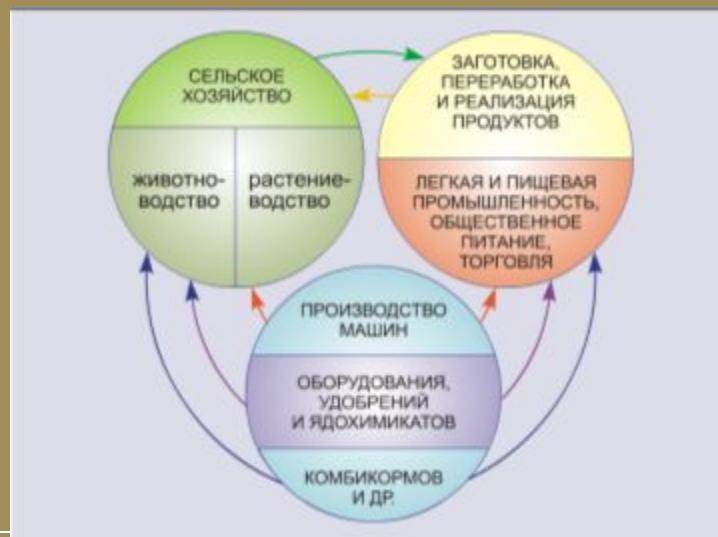 СЕЛЬСКОЕ
ХОЗЯЙСТВО
животно-
водство
растение-
водство
ЗАГОТОВКА,
ПЕРЕРАБОТКА
И РЕАЛИЗАЦИЯ
ПРОДУКТОВ
ЛЕГКАЯ И ПИЩЕВАЯ
ПРОМЫШЛЕННОСТЬ,
ОБЩЕСТВЕННОЕ
ПИТАНИЕ,
ТОРГОВЛЯ
ПРОИЗВОДСТВО
МАШИН
ОБОРУДОВАНИЯ,
УДОБРЕНИЙ
И ЯДОХИМИКАТОВ
КОМБИКОРМОВ
И ДР.